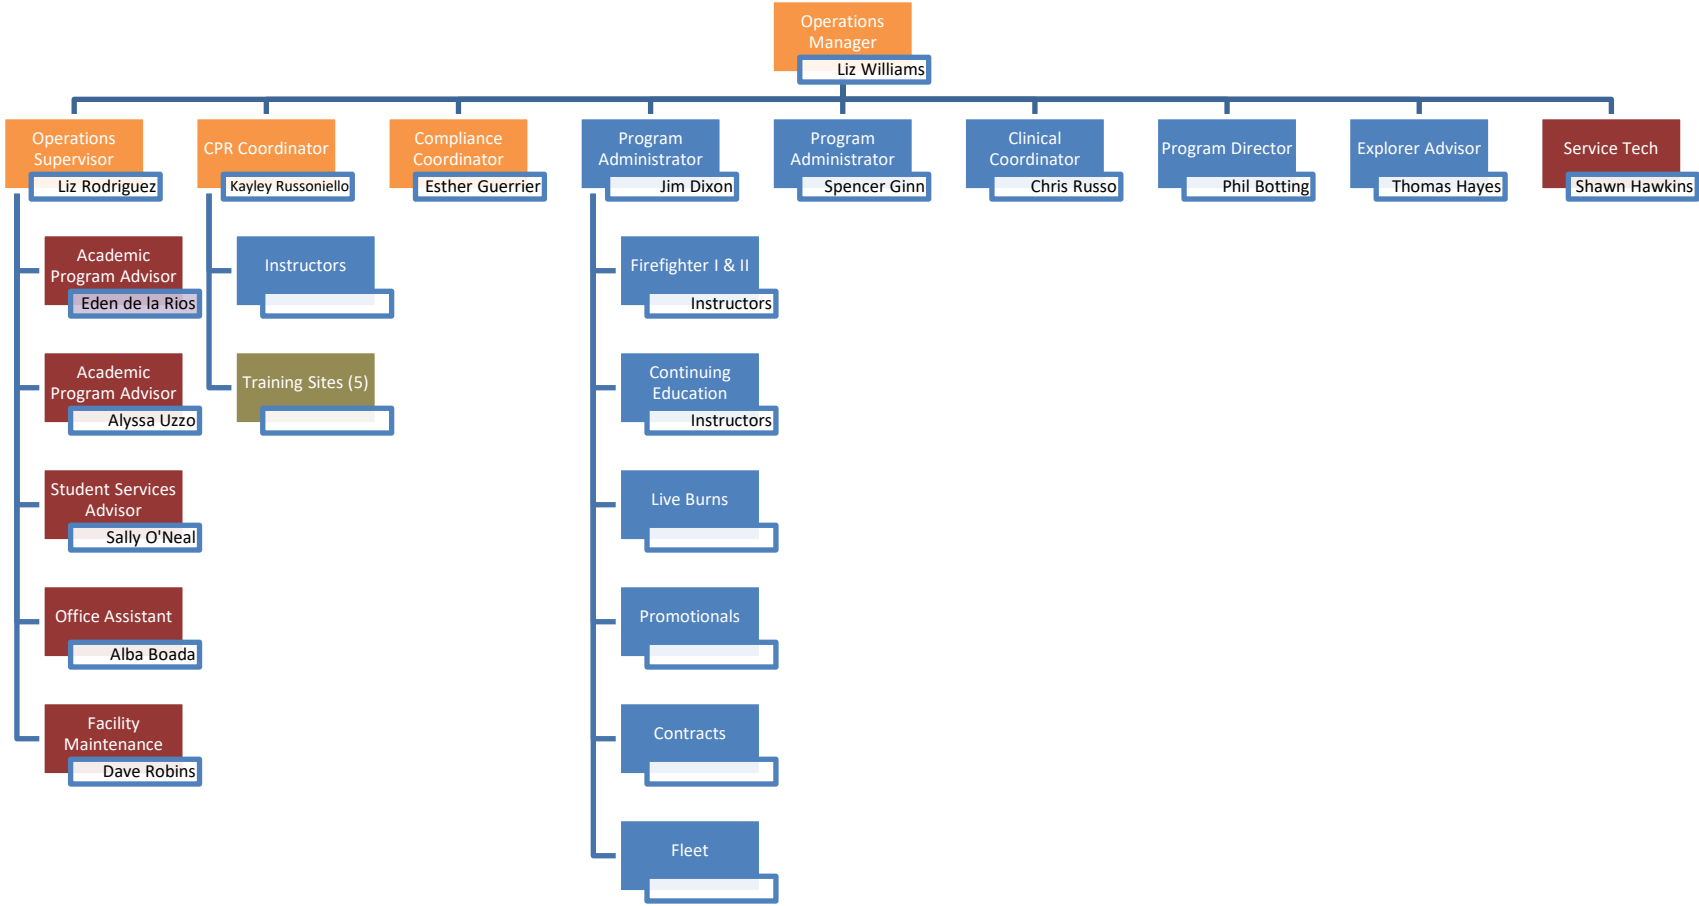 Operations
Manager
Liz Williams
Operations
Supervisor
Liz Rodriguez
CPR Coordinator
Kayley Russoniello
Compliance
Coordinator
Esther Guerrier
Program
Administrator
Jim Dixon
Program
Administrator
Spencer Ginn
Clinical
Coordinator
Chris Russo
Program Director
Phil Botting
Explorer Advisor
Thomas Hayes
Service Tech
Shawn Hawkins
Academic
Program Advisor
Eden de la Rios
Academic
Program Advisor
Alyssa Uzzo
Student Services
Advisor
Sally O'Neal
Office Assistant
Alba Boada
Facility
Maintenance
Dave Robins
Instructors
Training Sites (5)
Firefighter I & II
Instructors
Continuing
Education
Instructors
Live Burns
Promotionals
Contracts
Fleet